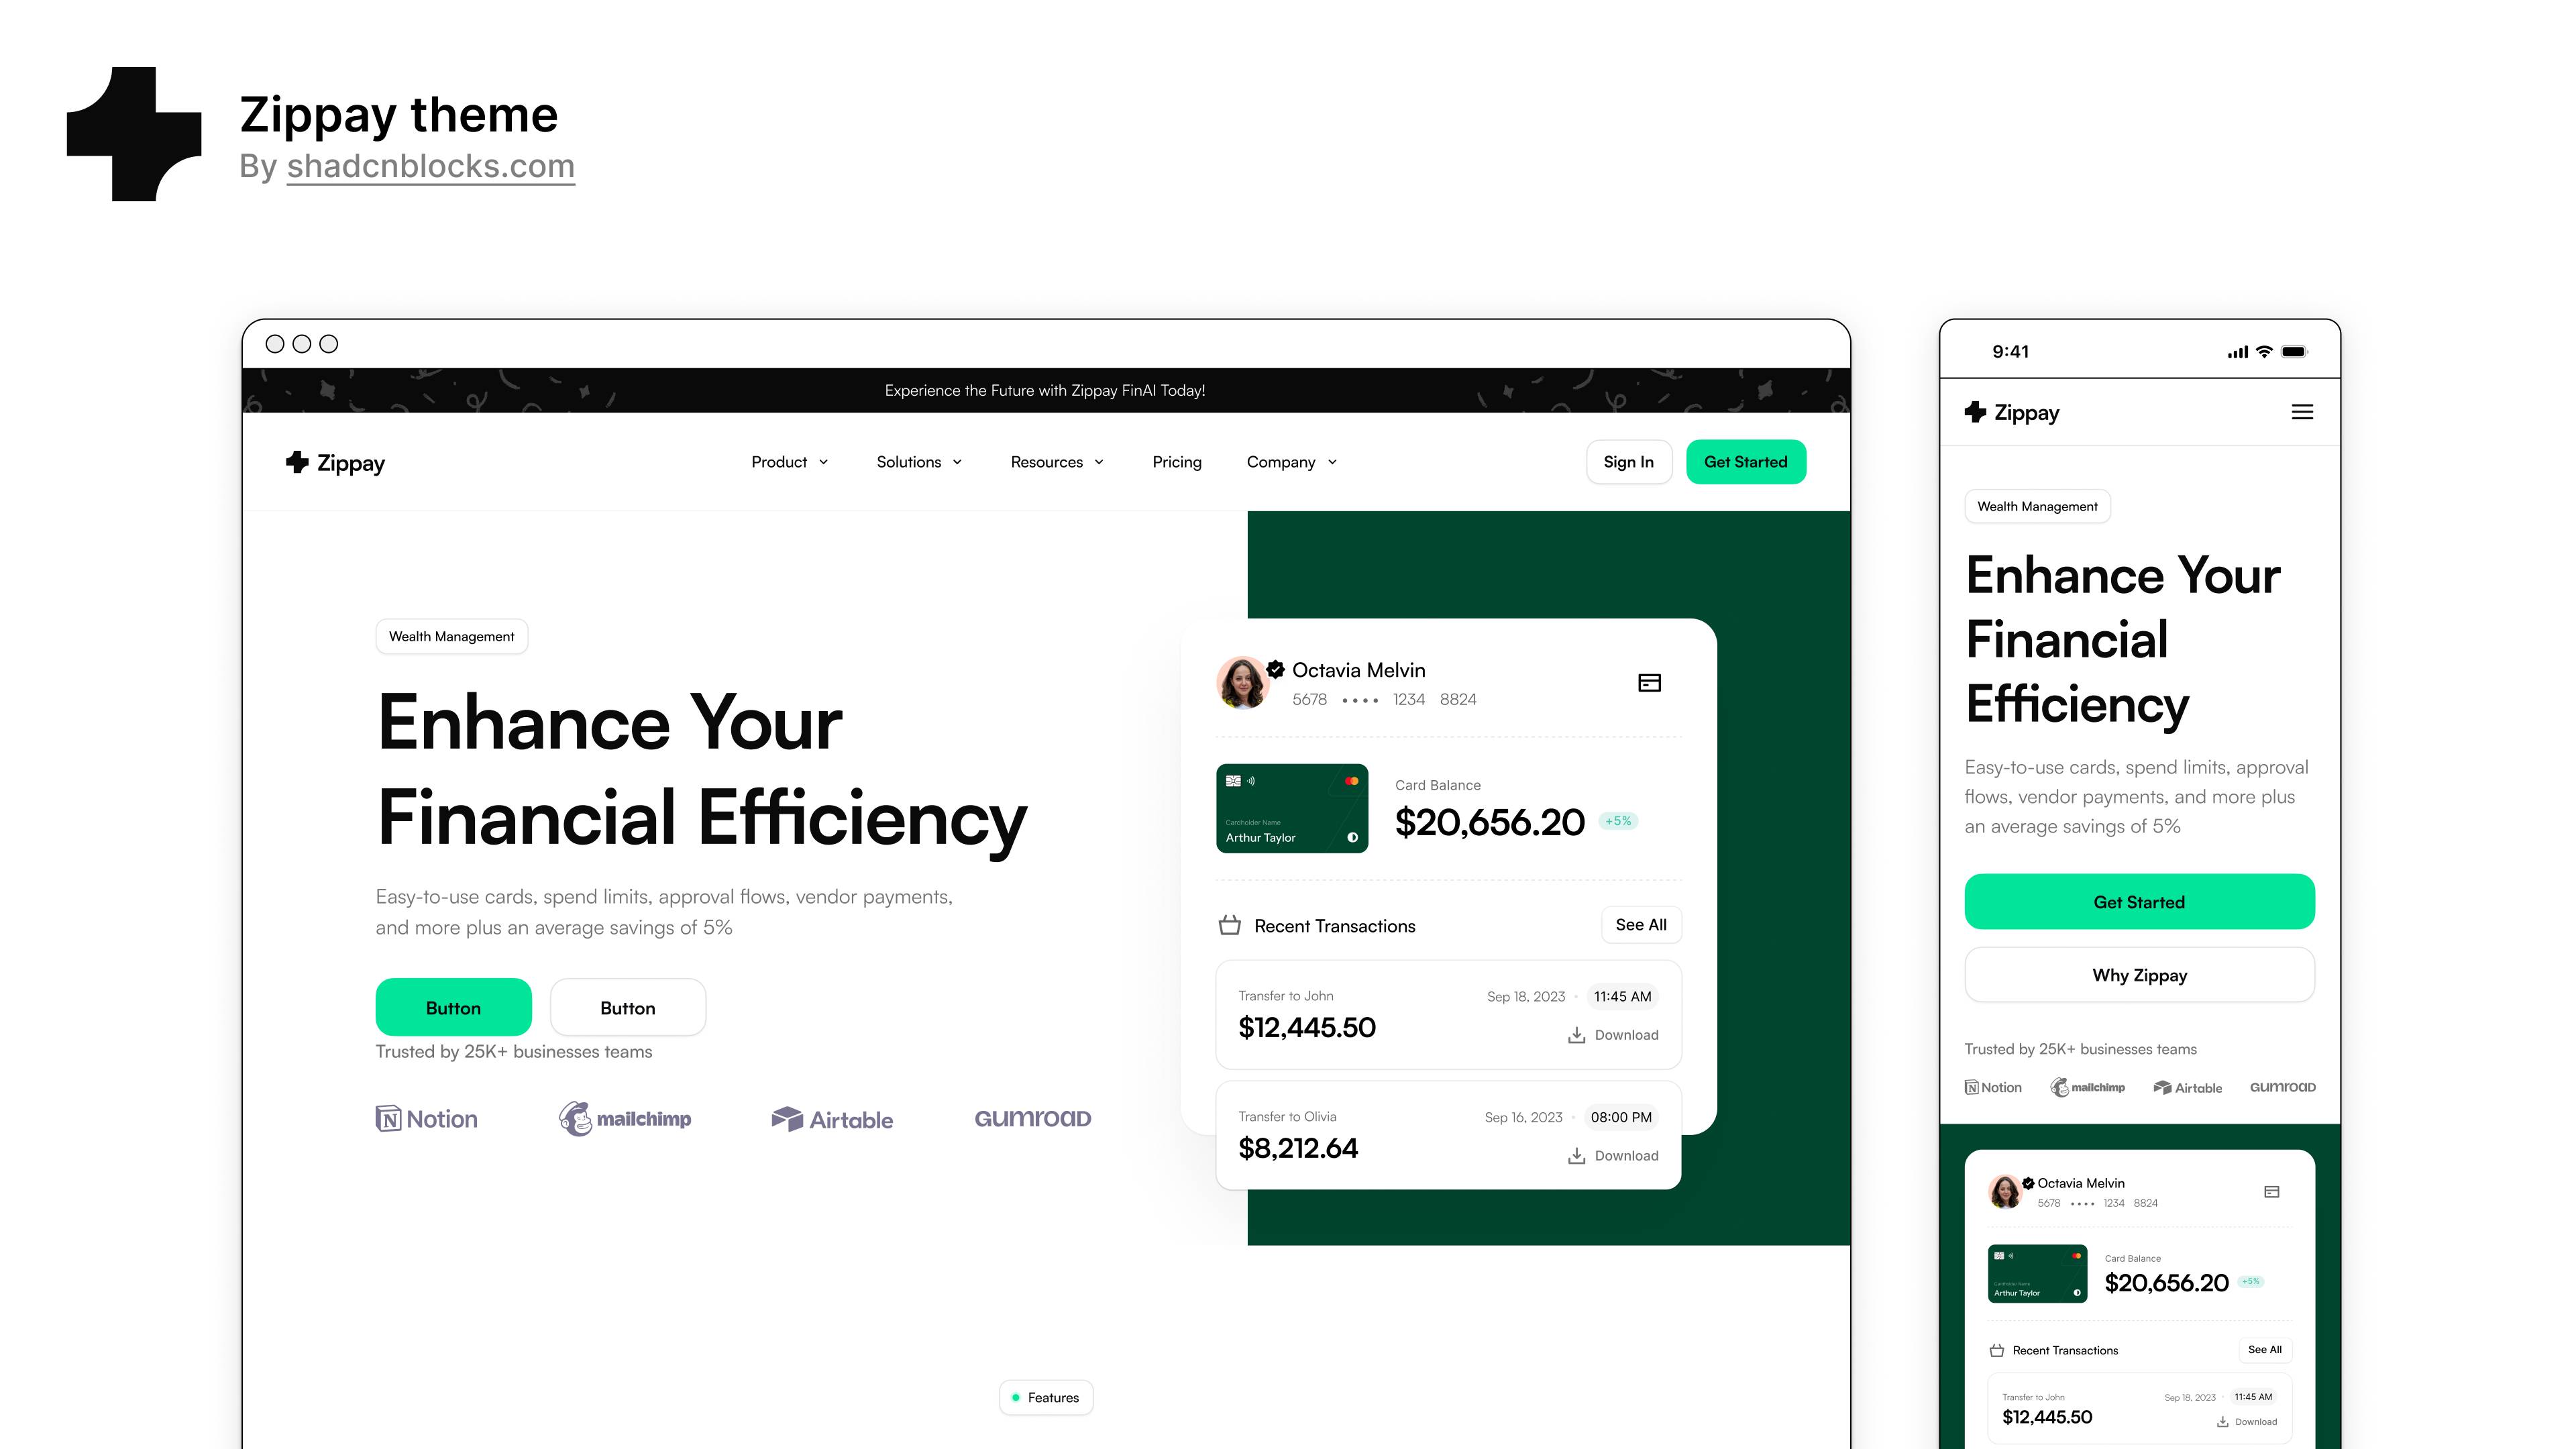 Zippay theme
By shadcnblocks.com
Experience the Future with Zippay FinAI Today!
Zippay
Product
Solutions
Resources
Pricing
Company
Sign In
Get Started
Wealth Management
Enhance Your
Financial Efficiency
Easy-to-use cards, spend limits, approval flows, vendor payments,
and more plus an average savings of 5%
Button
Button
Trusted by 25K+ businesses teams
Notion
mailchimp
Airtable
GUMROAD
Octavia Melvin
5678 •••• 1234 8824
Cardholder Name
Arthur Taylor
Card Balance
$20,656.20 +5%
Recent Transactions
See All
Transfer to John
Sep 18, 2023 • 11:45 AM
$12,445.50
Download
Transfer to Olivia
Sep 16, 2023 • 08:00 PM
$8,212.64
Download
Features
9:41
Zippay
Wealth Management
Enhance Your
Financial
Efficiency
Easy-to-use cards, spend limits, approval
flows, vendor payments, and more plus
an average savings of 5%
Get Started
Why Zippay
Trusted by 25K+ businesses teams
Notion
mailchimp
Airtable
GUMROAD
Octavia Melvin
5678 •••• 1234 8824
Cardholder Name
Arthur Taylor
Card Balance
$20,656.20 +5%
Recent Transactions
See All
Transfer to John
Sep 18, 2023 • 11:45 AM
$12,445.50
Download